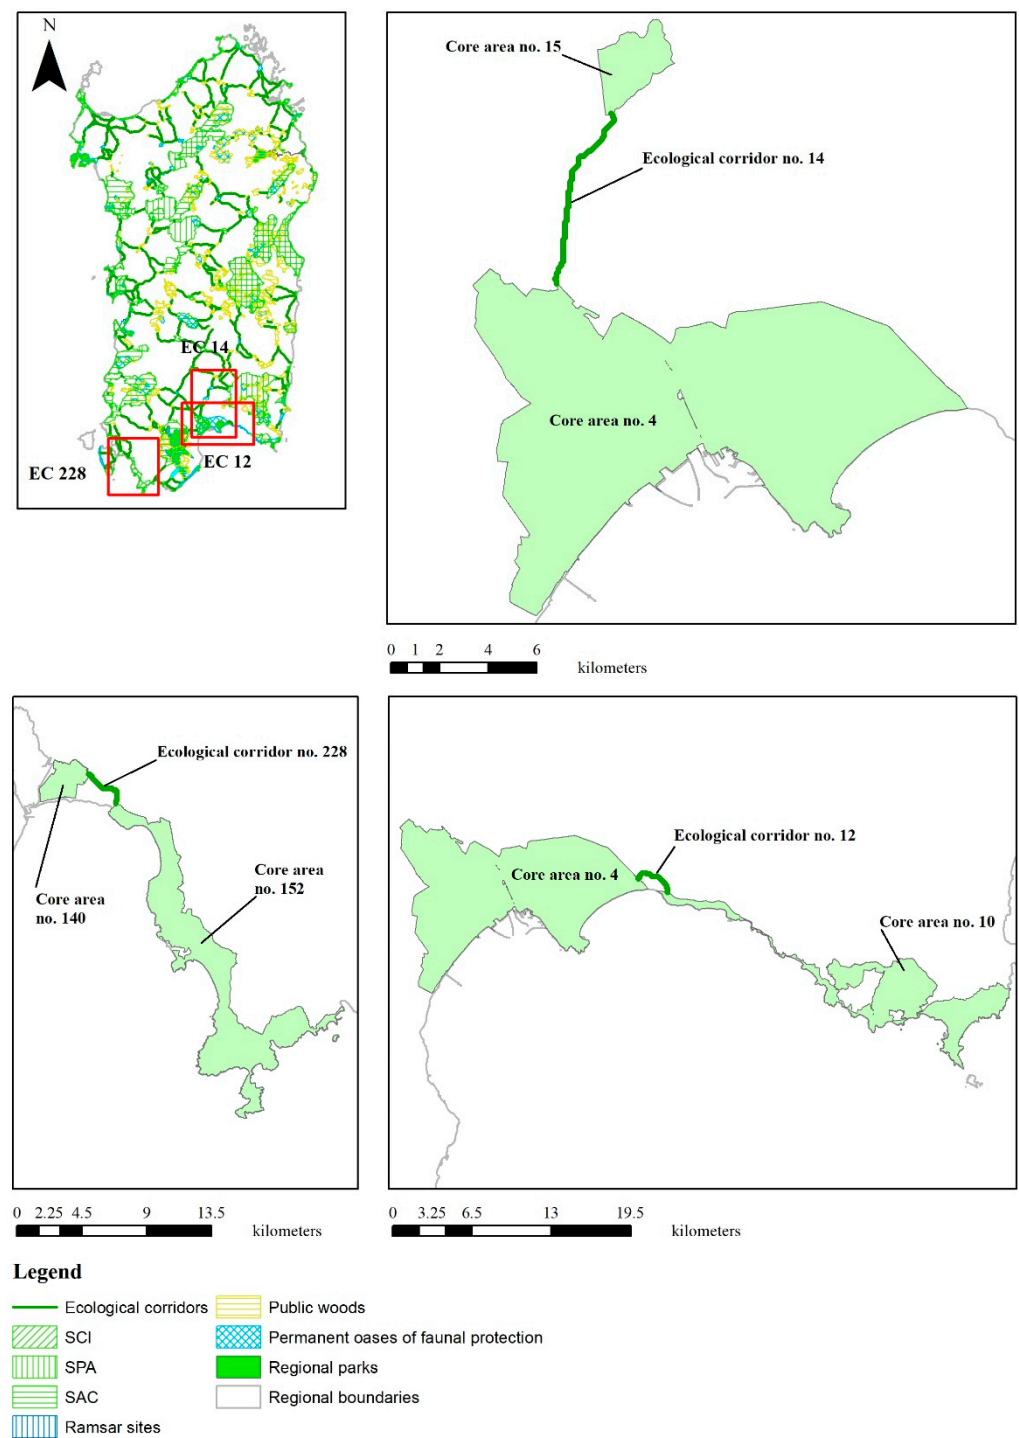 N
EC 14
EC 12
EC 228
Core area no. 15
Ecological corridor no. 14
Core area no. 4
0 1 2 4 6
kilometers
Ecological corridor no. 228
Core area
no. 152
Core area
no. 140
0 2.25 4.5 9 13.5
kilometers
Ecological corridor no. 12
Core area no. 4
Core area no. 10
0 3.25 6.5 13 19.5
kilometers
Legend
Ecological corridors
SCI
SPA
SAC
Ramsar sites
Public woods
Permanent oases of faunal protection
Regional parks
Regional boundaries